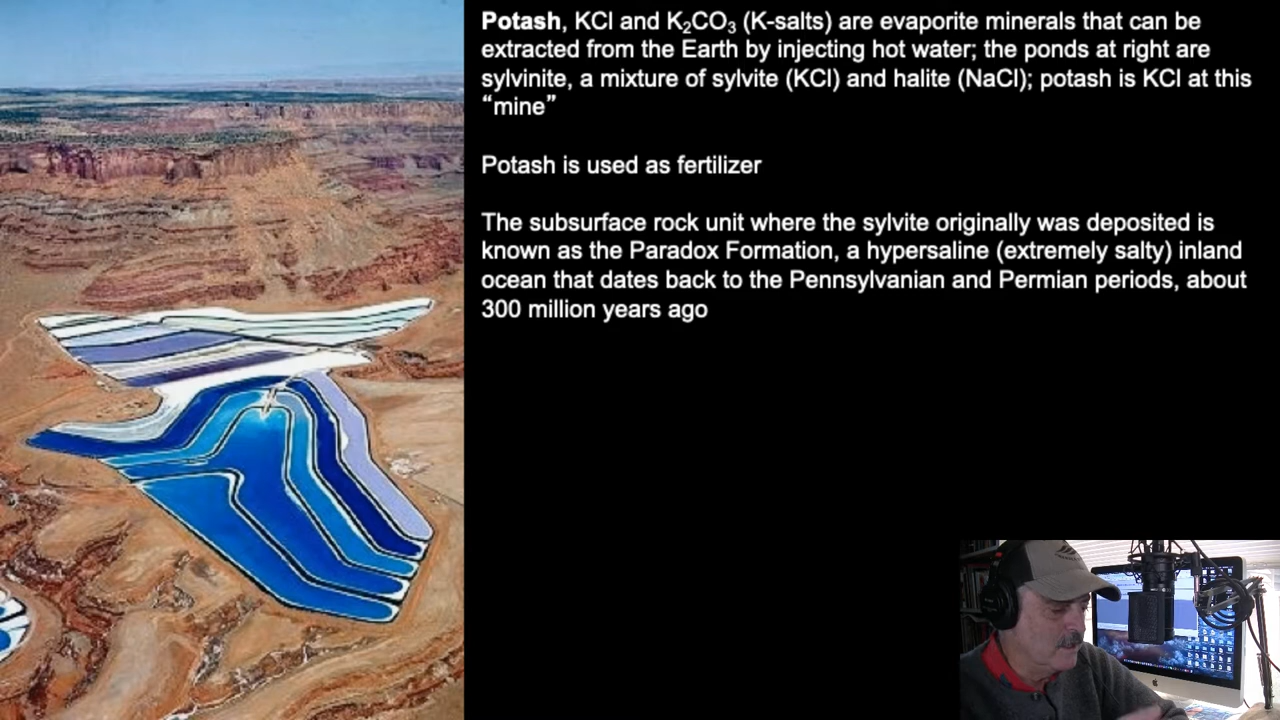 Potash, KCl and K₂CO₃ (K-salts) are evaporite minerals that can be
extracted from the Earth by injecting hot water; the ponds at right are
sylvinite, a mixture of sylvite (KCl) and halite (NaCl); potash is KCl at this
“mine”
Potash is used as fertilizer
The subsurface rock unit where the sylvite originally was deposited is
known as the Paradox Formation, a hypersaline (extremely salty) inland
ocean that dates back to the Pennsylvanian and Permian periods, about
300 million years ago